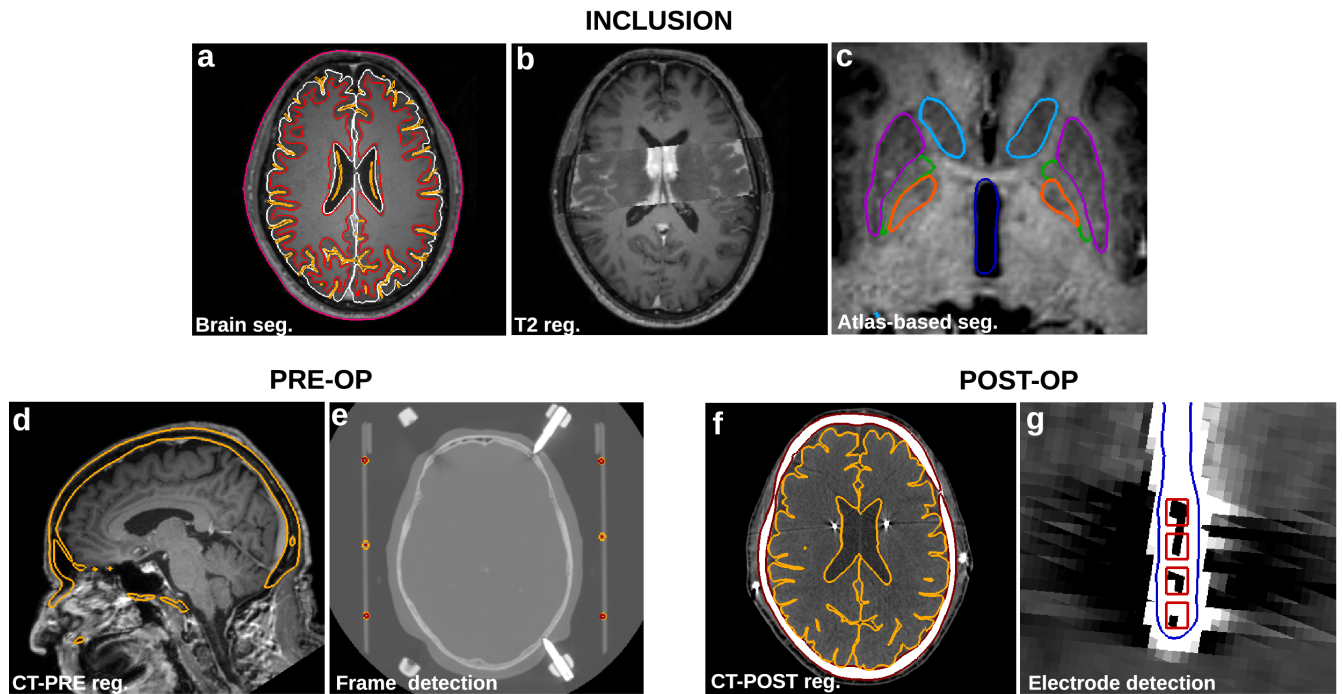 INCLUSION
a
b
c
Brain seg.
T2 reg.
Atlas-based seg.
PRE-OP
POST-OP
d
e
f
g
CT-PRE reg.
Frame detection
CT-POST reg.
Electrode detection